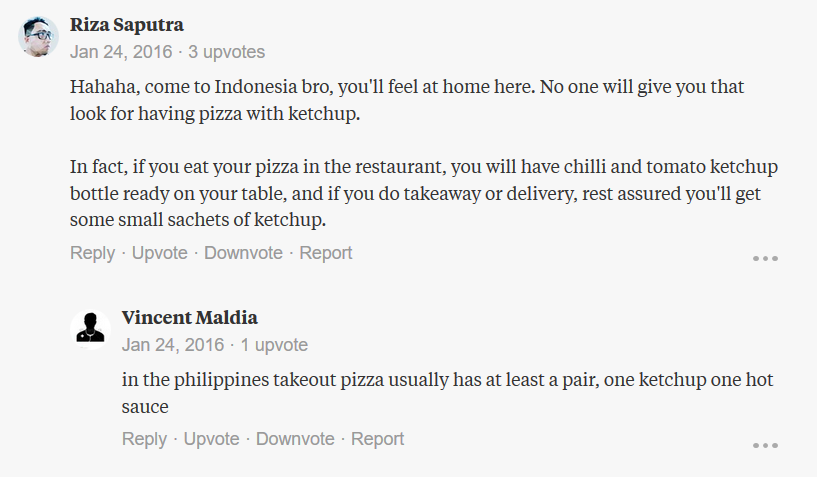 Riza Saputra
Jan 24, 2016 · 3 upvotes
Hahaha, come to Indonesia bro, you'll feel at home here. No one will give you that
look for having pizza with ketchup.
In fact, if you eat your pizza in the restaurant, you will have chilli and tomato ketchup
bottle ready on your table, and if you do takeaway or delivery, rest assured you'll get
some small sachets of ketchup.
Reply · Upvote · Downvote · Report
Vincent Maldia
Jan 24, 2016 · 1 upvote
in the philippines takeout pizza usually has at least a pair, one ketchup one hot
sauce
Reply · Upvote · Downvote · Report